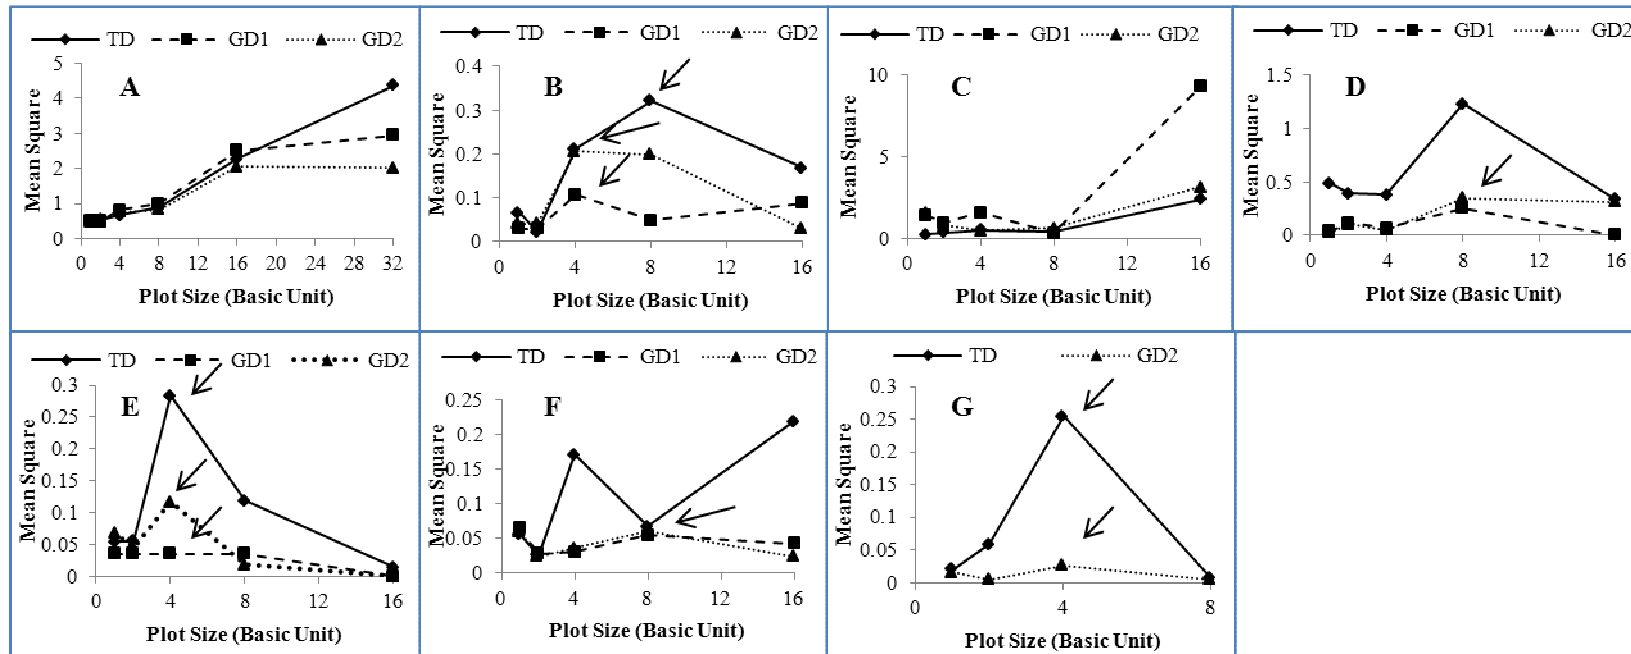 TD GD1 GD2
A
Mean Square
5
4
3
2
1
0
0 4 8 12 16 20 24 28 32
Plot Size (Basic Unit)
TD GD1 GD2
B
Mean Square
0.4
0.3
0.2
0.1
0
0 4 8 12 16
Plot Size (Basic Unit)
TD GD1 GD2
C
Mean Square
10
5
0
0 4 8 12 16
Plot Size (Basic Unit)
TD GD1 GD2
D
Mean Square
1.5
1
0.5
0
0 4 8 12 16
Plot Size (Basic Unit)
TD GD1 GD2
E
Mean Square
0.3
0.25
0.2
0.15
0.1
0.05
0
0 4 8 12 16
Plot Size (Basic Unit)
TD GD1 GD2
F
Mean Square
0.25
0.2
0.15
0.1
0.05
0
0 4 8 12 16
Plot Size (Basic Unit)
TD GD2
G
Mean Square
0.3
0.25
0.2
0.15
0.1
0.05
0
0 4 8
Plot Size (Basic Unit)